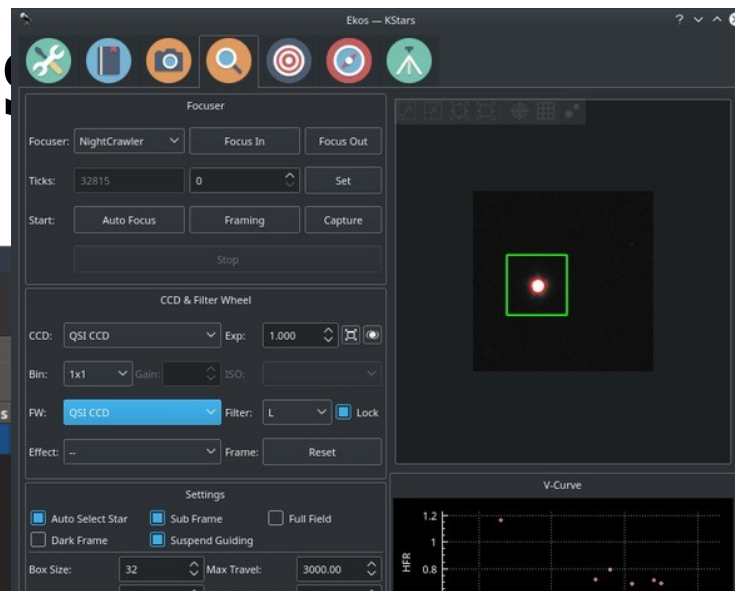 Ekos — KStars
Focuser
Focuser: NightCrawler Focus In Focus Out
Ticks: 32815 0 Set
Start: Auto Focus Framing Capture
Stop
CCD & Filter Wheel
CCD: QSI CCD Exp: 1.000
Bin: 1x1 Gain: ISO:
FW: QSI CCD Filter: L Lock
Effect: -- Frame: Reset
Settings
Auto Select Star Sub Frame Full Field
Dark Frame Suspend Guiding
Box Size: 32 Max Travel: 3000.00
V-Curve
1.2
1
0.8
HFR
s